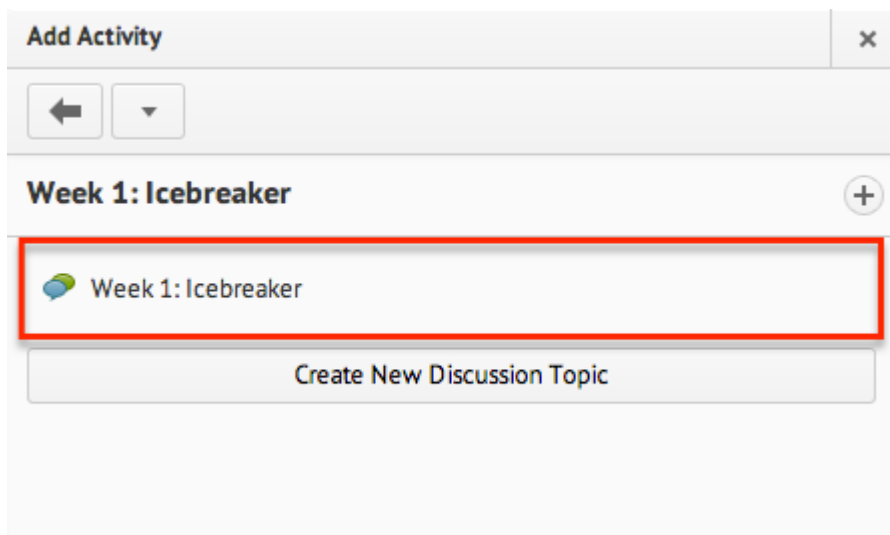 Add Activity
Week 1: Icebreaker
Week 1: Icebreaker
Create New Discussion Topic